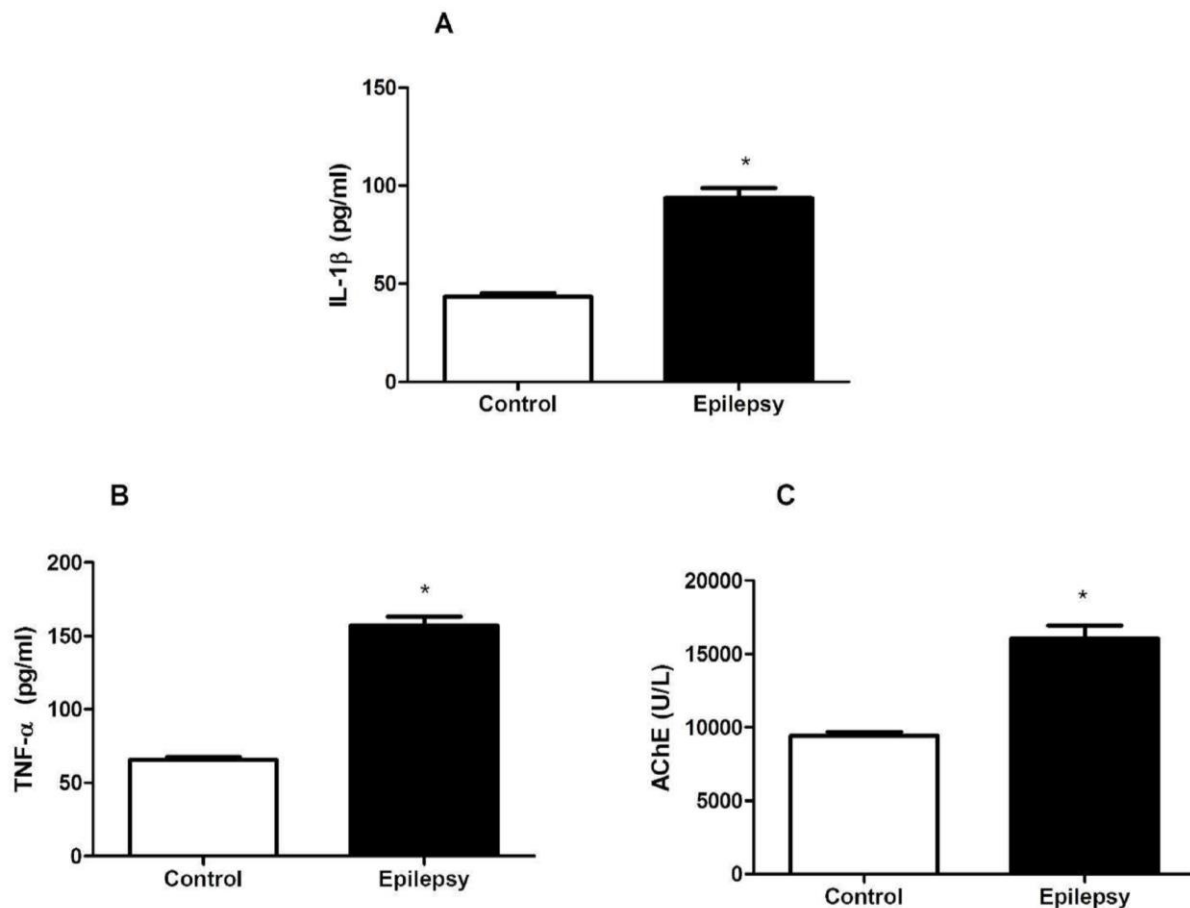 A
150
100
50
0
IL-1β (pg/ml)
*
Control Epilepsy
B
200
150
100
50
0
TNF-α (pg/ml)
*
Control Epilepsy
C
20000
15000
10000
5000
0
AChE (U/L)
*
Control Epilepsy